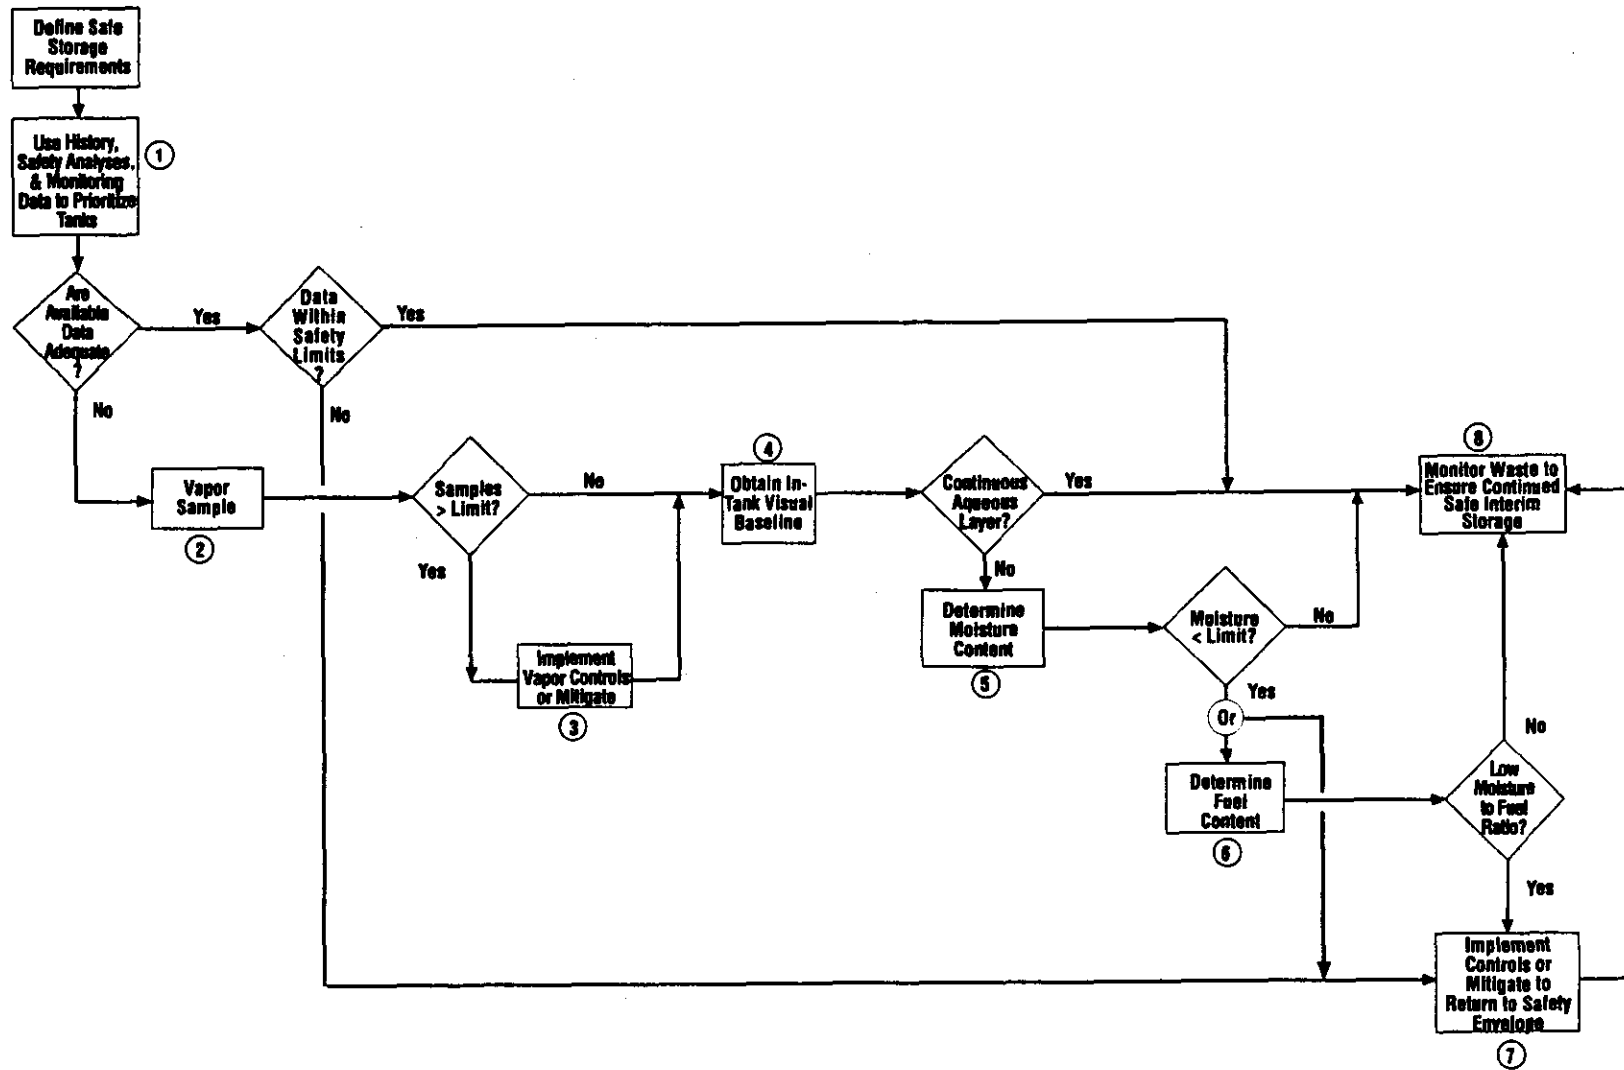 Define Safe
Storage
Requirements
Use History,
Safety Analyses,
& Monitoring
Data to Prioritize
Tanks
1
Are
Available
Data
Adequate
?
Yes
No
Data
Within
Safety
Limits
?
Yes
No
Vapor
Sample
2
Samples
> Limit?
No
Yes
Implement
Vapor Controls
or Mitigate
3
4
Obtain In-
Tank Visual
Baseline
Continuous
Aqueous
Layer?
Yes
No
Determine
Moisture
Content
5
Moisture
< Limit?
No
Yes
Or
Determine
Fuel
Content
6
8
Monitor Waste to
Ensure Continued
Safe Interim
Storage
No
Low
Moisture
to Fuel
Ratio?
Yes
Implement
Controls or
Mitigate to
Return to Safety
Envelope
7